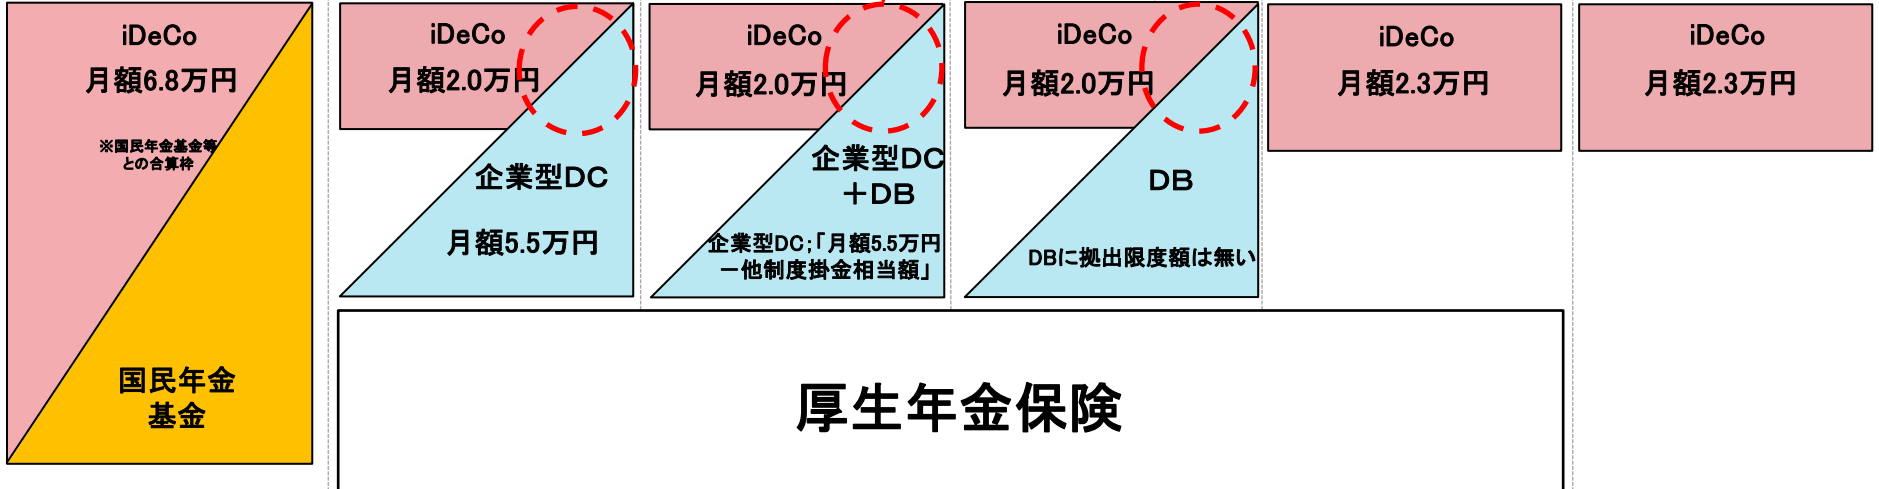 iDeCo
月額6.8万円
※国民年金基金等
との合算枠
国民年金
基金
iDeCo
月額2.0万円
企業型DC
月額5.5万円
iDeCo
月額2.0万円
企業型DC
＋DB
企業型DC;「月額5.5万円
－他制度掛金相当額」
iDeCo
月額2.0万円
DB
DBに拠出限度額は無い
iDeCo
月額2.3万円
iDeCo
月額2.3万円
厚生年金保険